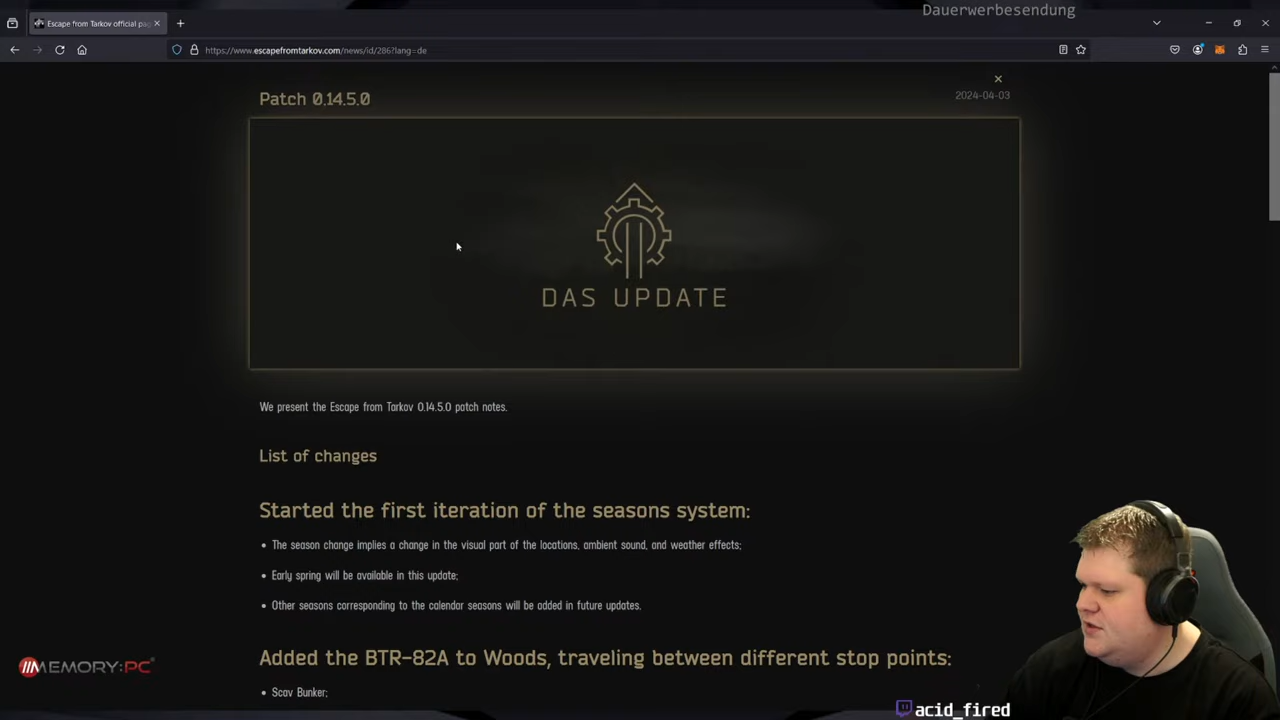 Dauerwerbesendung
Escape from Tarkov official pag
https://www.escapefromtarkov.com/news/id/286?lang=de
Patch 0.14.5.0
2024-04-03
DAS UPDATE
We present the Escape from Tarkov 0.14.5.0 patch notes.
List of changes
Started the first iteration of the seasons system:
• The season change implies a change in the visual part of the locations, ambient sound, and weather effects;
• Early spring will be available in this update;
• Other seasons corresponding to the calendar seasons will be added in future updates.
Added the BTR-82A to Woods, traveling between different stop points:
• Scav Bunker;
MEMORY:PC
acid_fired